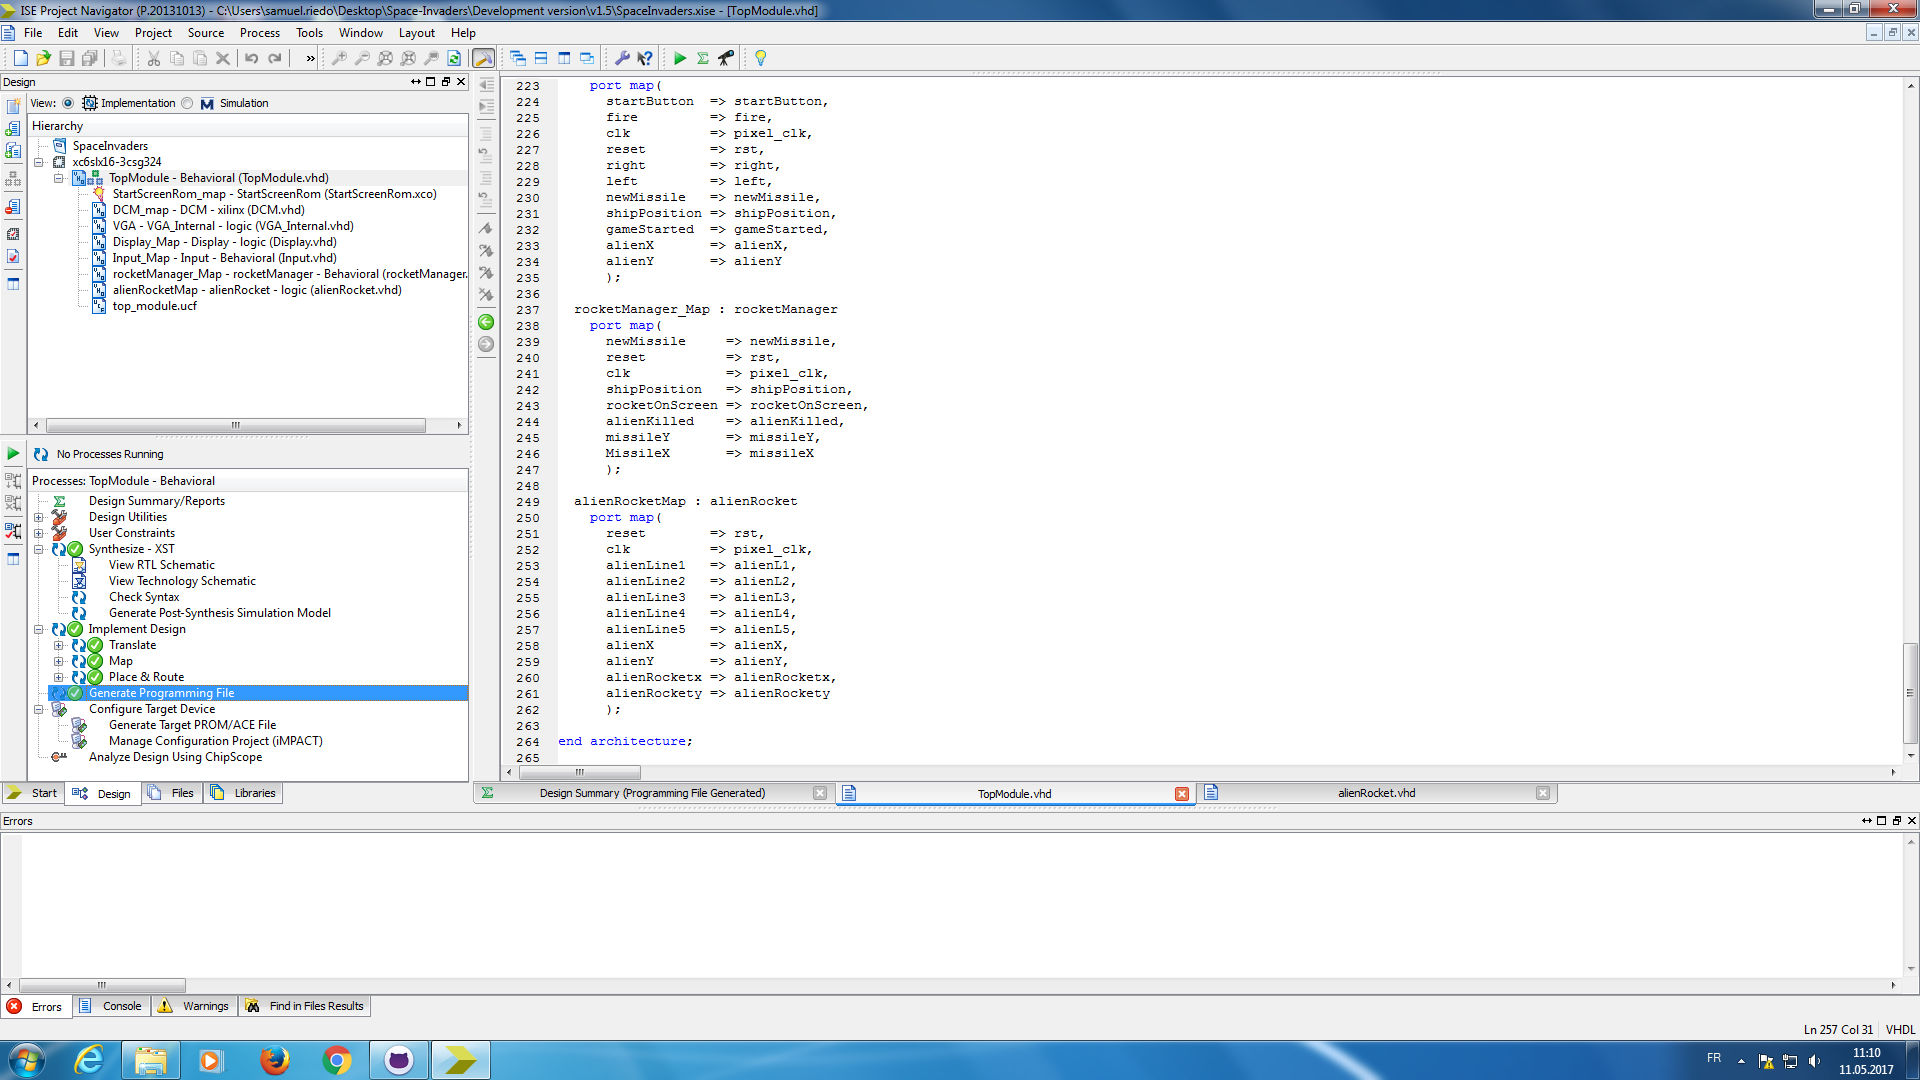 ISE Project Navigator (P.20131013) - C:\Users\samuel.riedo\Desktop\Space-Invaders\Development version\v1.5\SpaceInvaders.xise - [TopModule.vhd]
File Edit View Project Source Process Tools Window Layout Help
Design
View: Implementation Simulation
Hierarchy
SpaceInvaders
xc6slx16-3csg324
TopModule - Behavioral (TopModule.vhd)
StartScreenRom_map - StartScreenRom (StartScreenRom.xco)
DCM_map - DCM - xilinx (DCM.vhd)
VGA - VGA_Internal - logic (VGA_Internal.vhd)
Display_Map - Display - logic (Display.vhd)
Input_Map - Input - Behavioral (Input.vhd)
rocketManager_Map - rocketManager - Behavioral (rocketManager.
alienRocketMap - alienRocket - logic (alienRocket.vhd)
top_module.ucf
No Processes Running
Processes: TopModule - Behavioral
Design Summary/Reports
Design Utilities
User Constraints
Synthesize - XST
View RTL Schematic
View Technology Schematic
Check Syntax
Generate Post-Synthesis Simulation Model
Implement Design
Translate
Map
Place & Route
Generate Programming File
Configure Target Device
Generate Target PROM/ACE File
Manage Configuration Project (iMPACT)
Analyze Design Using ChipScope
Start Design Files Libraries
223 port map(
224 startButton => startButton,
225 fire => fire,
226 clk => pixel_clk,
227 reset => rst,
228 right => right,
229 left => left,
230 newMissile => newMissile,
231 shipPosition => shipPosition,
232 gameStarted => gameStarted,
233 alienX => alienX,
234 alienY => alienY
235 );
236
237 rocketManager_Map : rocketManager
238 port map(
239 newMissile => newMissile,
240 reset => rst,
241 clk => pixel_clk,
242 shipPosition => shipPosition,
243 rocketOnScreen => rocketOnScreen,
244 alienKilled => alienKilled,
245 missileY => missileY,
246 MissileX => missileX
247 );
248
249 alienRocketMap : alienRocket
250 port map(
251 reset => rst,
252 clk => pixel_clk,
253 alienLine1 => alienL1,
254 alienLine2 => alienL2,
255 alienLine3 => alienL3,
256 alienLine4 => alienL4,
257 alienLine5 => alienL5,
258 alienX => alienX,
259 alienY => alienY,
260 alienRocketx => alienRocketx,
261 alienRockety => alienRockety
262 );
263
264 end architecture;
265
Design Summary (Programming File Generated) TopModule.vhd alienRocket.vhd
Errors
Errors Console Warnings Find in Files Results
Ln 257 Col 31 VHDL
FR
11:10
11.05.2017